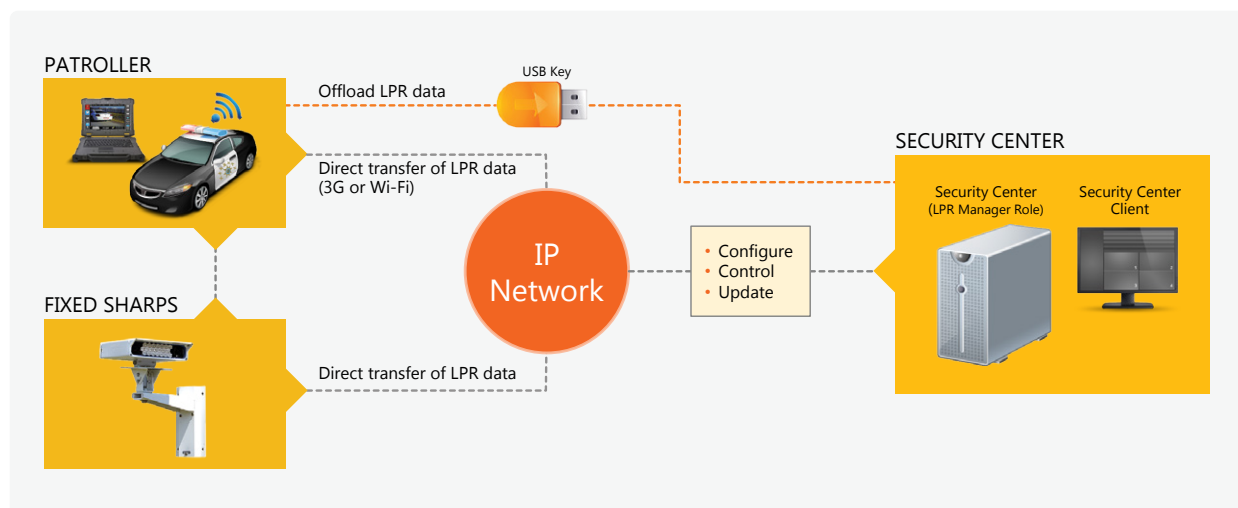 PATROLLER
Offload LPR data
USB Key
Direct transfer of LPR data
(3G or Wi-Fi)
SECURITY CENTER
Security Center
(LPR Manager Role)
Security Center
Client
IP
Network
• Configure
• Control
• Update
FIXED SHARPS
Direct transfer of LPR data